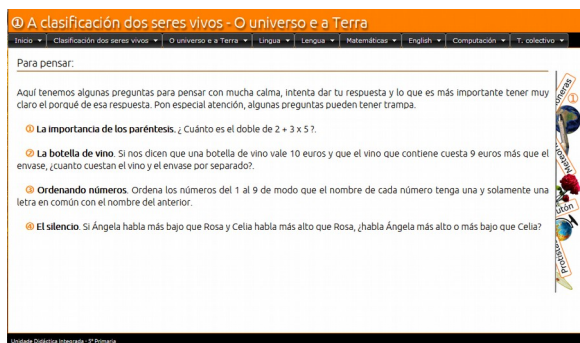 ① A clasificación dos seres vivos - O universo e a Terra
Inicio Clasificación dos seres vivos O universo e a Terra Lingua Lengua Matemáticas English Computación T. colectivo
Para pensar:
Aquí tenemos algunas preguntas para pensar con mucha calma, intenta dar tu respuesta y lo que es más importante tener muy
claro el porqué de esa respuesta. Pon especial atención, algunas preguntas pueden tener trampa.
① La importancia de los paréntesis. ¿ Cuánto es el doble de 2 + 3 x 5 ?.
② La botella de vino. Si nos dicen que una botella de vino vale 10 euros y que el vino que contiene cuesta 9 euros más que el
envase, ¿cuanto cuestan el vino y el envase por separado?.
③ Ordenando números. Ordena los números del 1 al 9 de modo que el nombre de cada número tenga una y solamente una
letra en común con el nombre del anterior.
④ El silencio. Si Ángela habla más bajo que Rosa y Celia habla más alto que Rosa, ¿habla Ángela más alto o más bajo que Celia?
Unidade Didáctica Integrada - 5º Primaria